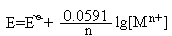 E=E^⊖ + 0.0591/n lg[M^n+]